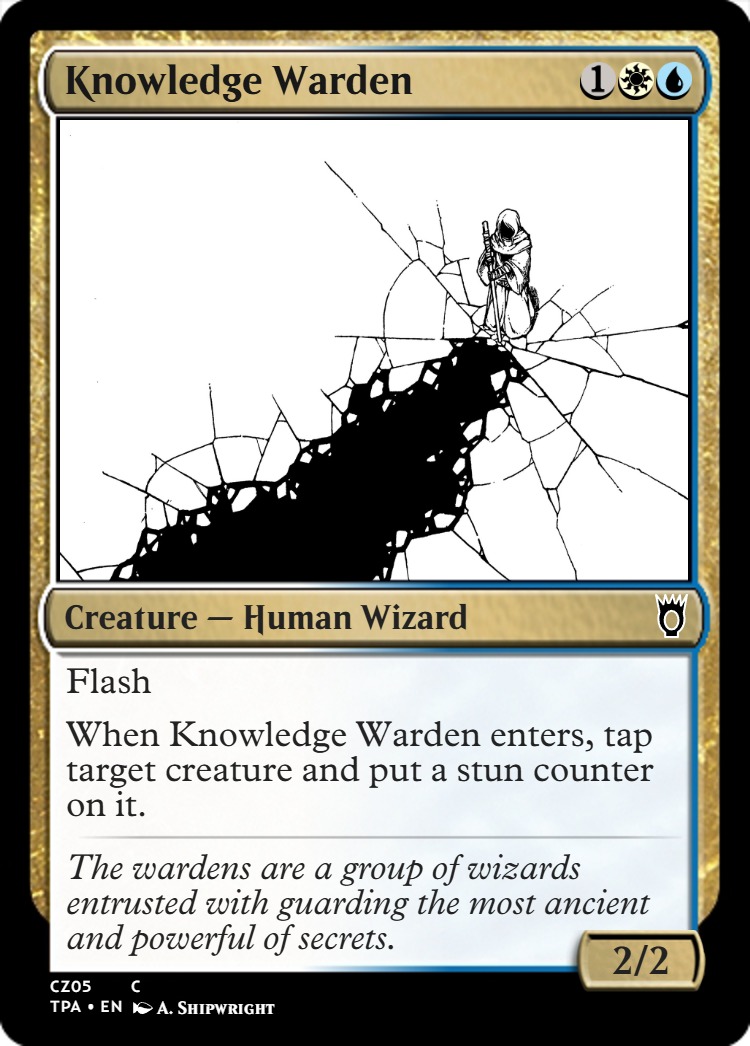 Knowledge Warden 1
Creature — Human Wizard
Flash
When Knowledge Warden enters, tap
target creature and put a stun counter
on it.
The wardens are a group of wizards
entrusted with guarding the most ancient
and powerful of secrets.
2/2
CZ05 C
TPA • EN A. Shipwright